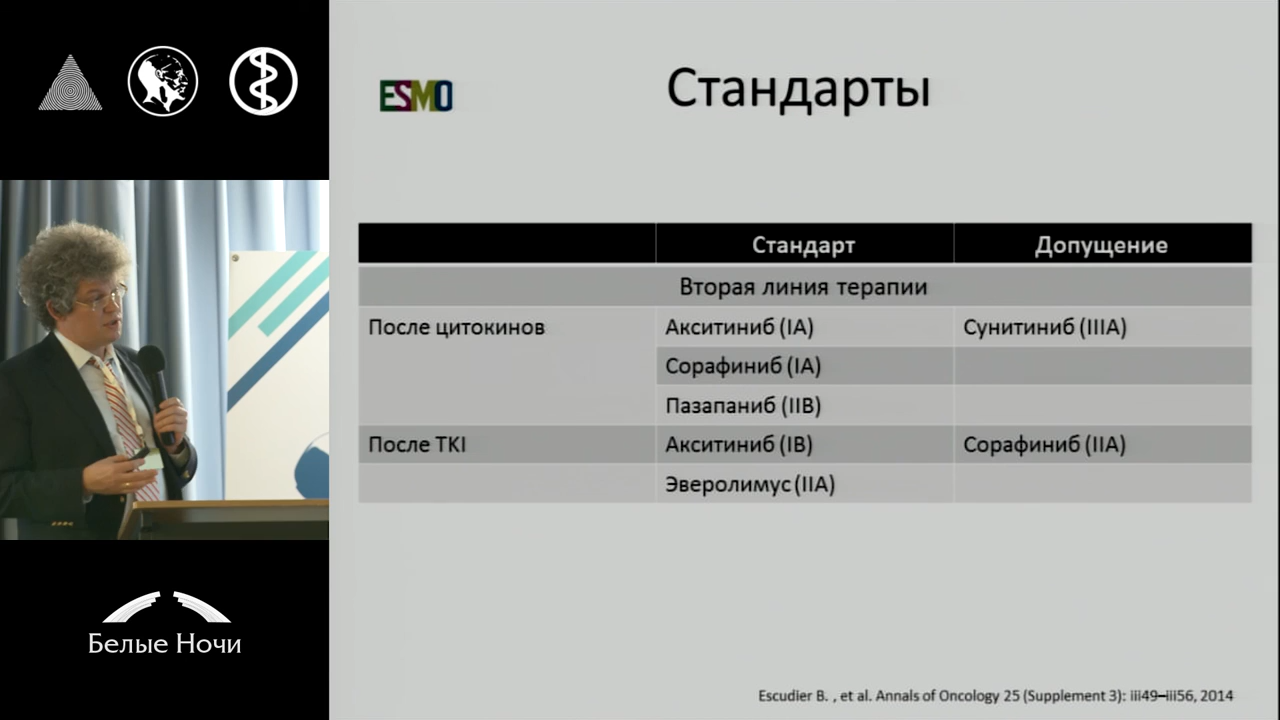 ESMO
Стандарты
Стандарт Допущение
Вторая линия терапии
После цитокинов Акситиниб (IA) Сунитиниб (IIIA)
Сорафиниб (IA)
Пазапаниб (IIB)
После TKI Акситиниб (IB) Сорафиниб (IIA)
Эверолимус (IIA)
Белые Ночи
Escudier B. , et al. Annals of Oncology 25 (Supplement 3): iii49–iii56, 2014